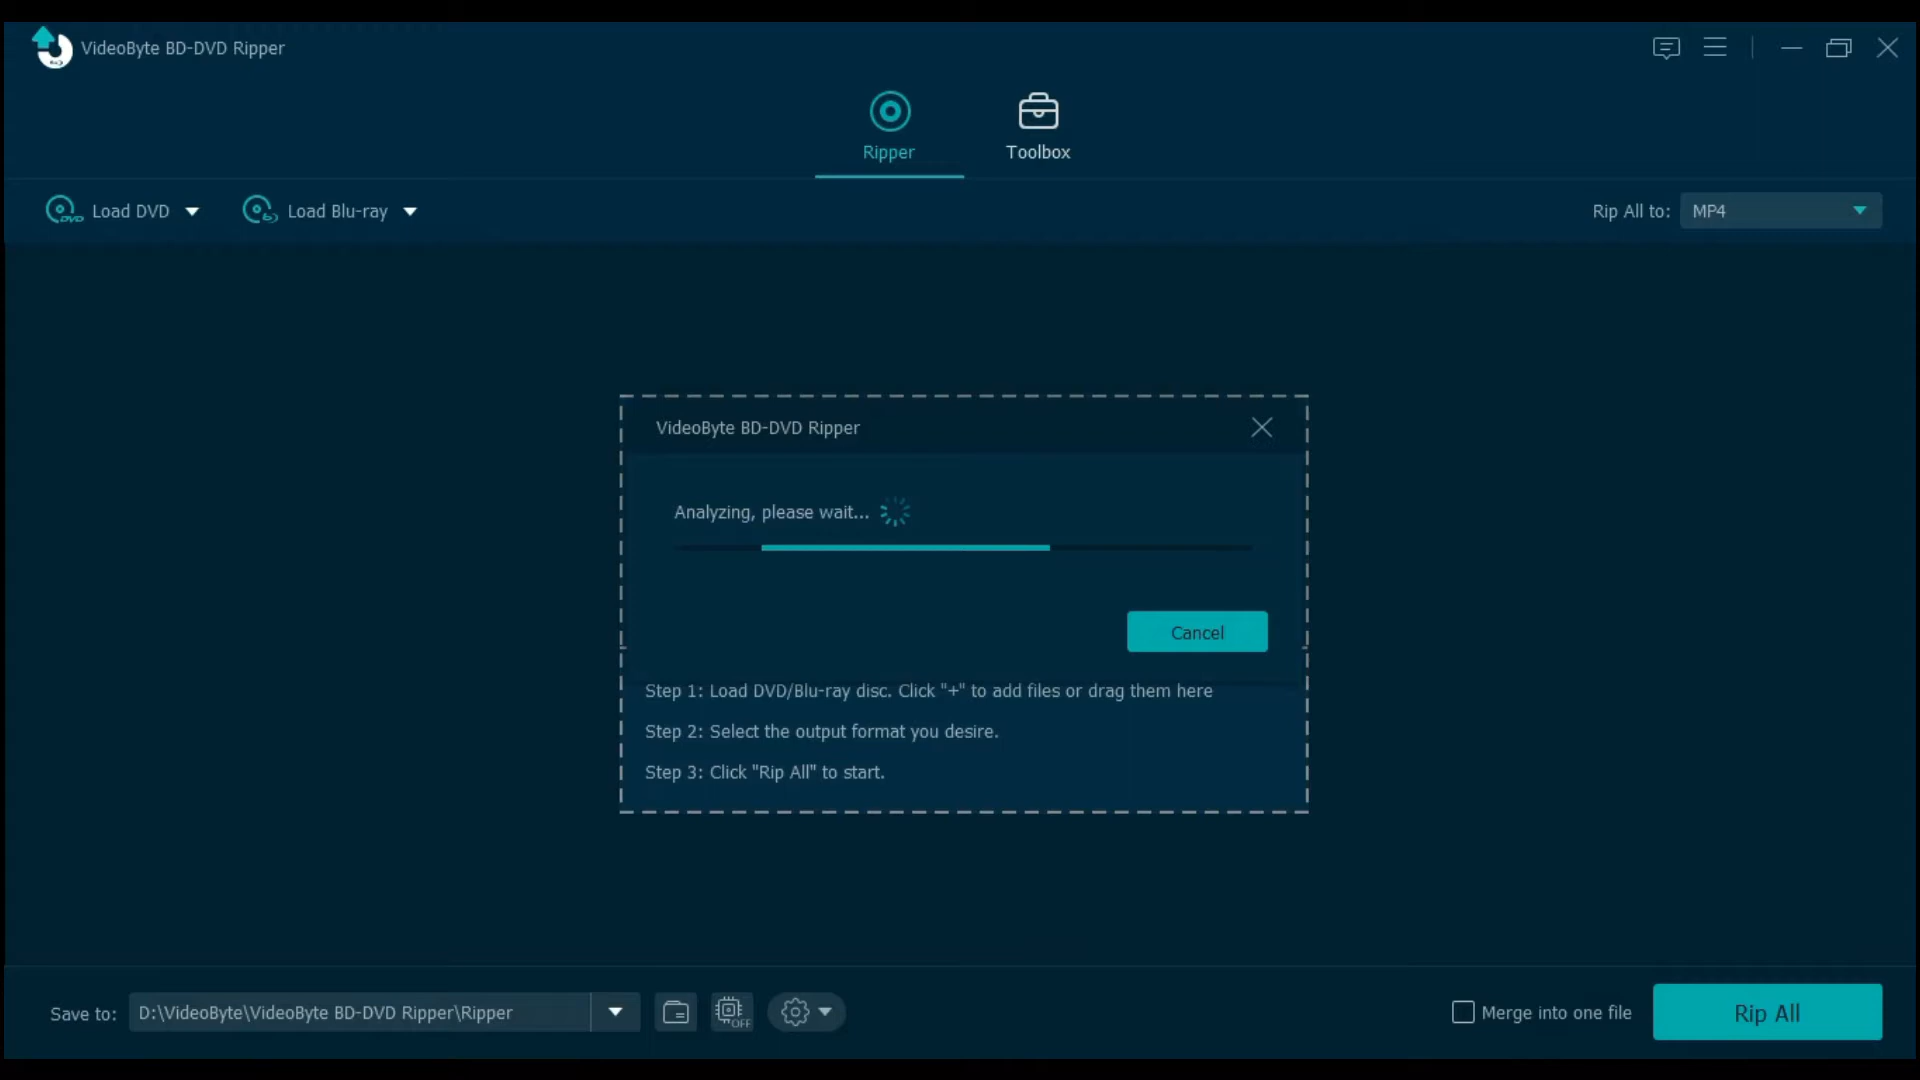 VideoByte BD-DVD Ripper
Ripper
Toolbox
Load DVD
Load Blu-ray
Rip All to: MP4
VideoByte BD-DVD Ripper
Analyzing, please wait...
Cancel
Step 1: Load DVD/Blu-ray disc. Click "+" to add files or drag them here
Step 2: Select the output format you desire.
Step 3: Click "Rip All" to start.
Save to: D:\VideoByte\VideoByte BD-DVD Ripper\Ripper
OFF
Merge into one file
Rip All